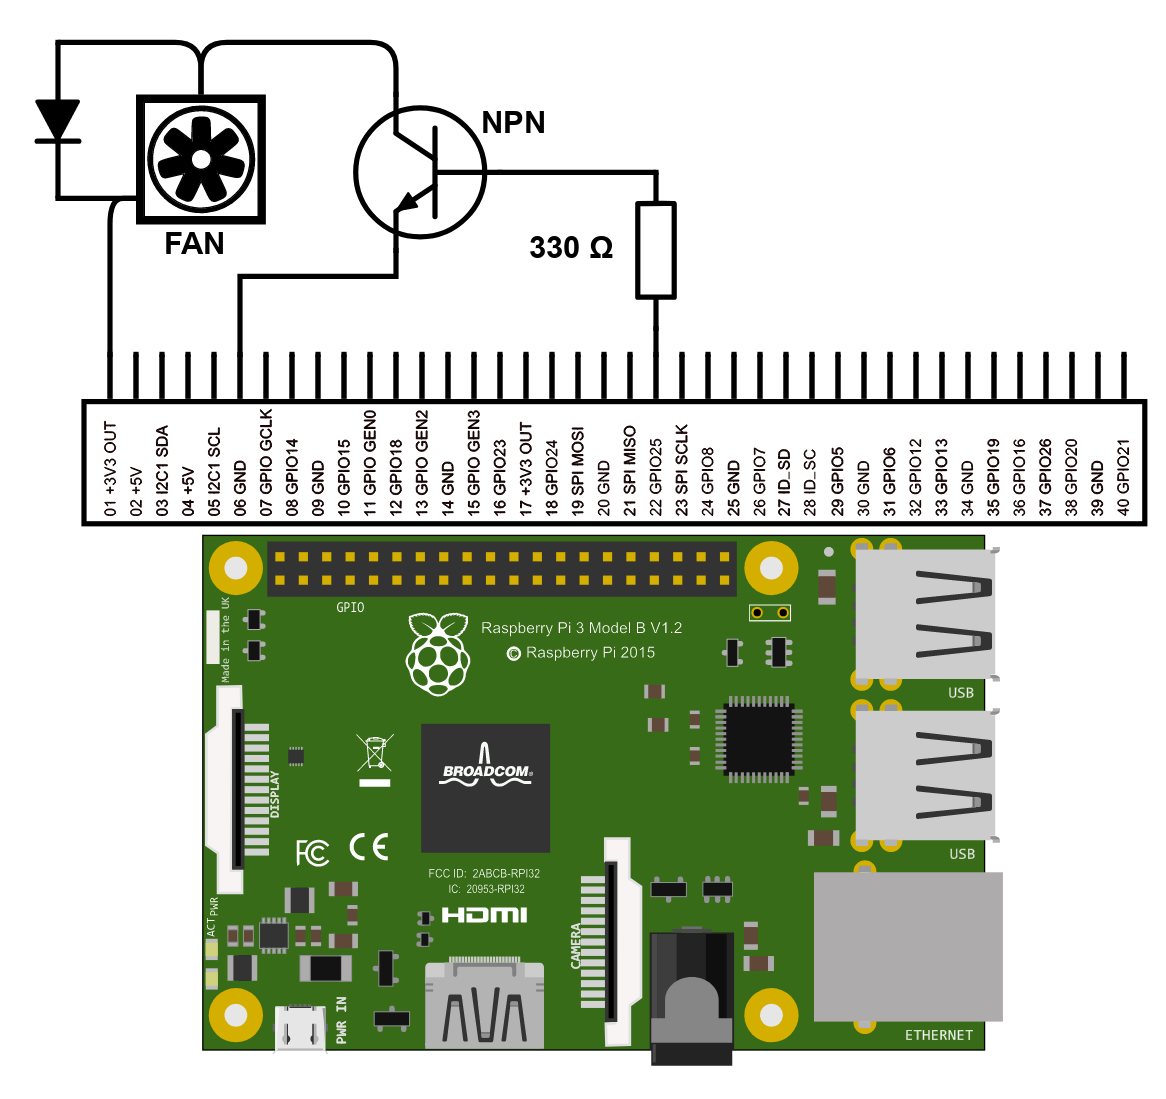 NPN
FAN
330 Ω
01 +3V3 OUT
02 +5V
03 I2C1 SDA
04 +5V
05 I2C1 SCL
06 GND
07 GPIO GCLK
08 GPIO14
09 GND
10 GPIO15
11 GPIO GEN0
12 GPIO18
13 GPIO GEN2
14 GND
15 GPIO GEN3
16 GPIO23
17 +3V3 OUT
18 GPIO24
19 SPI MOSI
20 GND
21 SPI MISO
22 GPIO25
23 SPI SCLK
24 GPIO8
25 GND
26 GPIO7
27 ID_SD
28 ID_SC
29 GPIO5
30 GND
31 GPIO6
32 GPIO12
33 GPIO13
34 GND
35 GPIO19
36 GPIO16
37 GPIO26
38 GPIO20
39 GND
40 GPIO21
GPIO
Made in the UK
Raspberry Pi 3 Model B V1.2
© Raspberry Pi 2015
USB
DISPLAY
BROADCOM®
FC
CE
USB
FCC ID: 2ABCB-RPI32
IC: 20953-RPI32
HDMI
PWR
ACT
CAMERA
PWR IN
ETHERNET